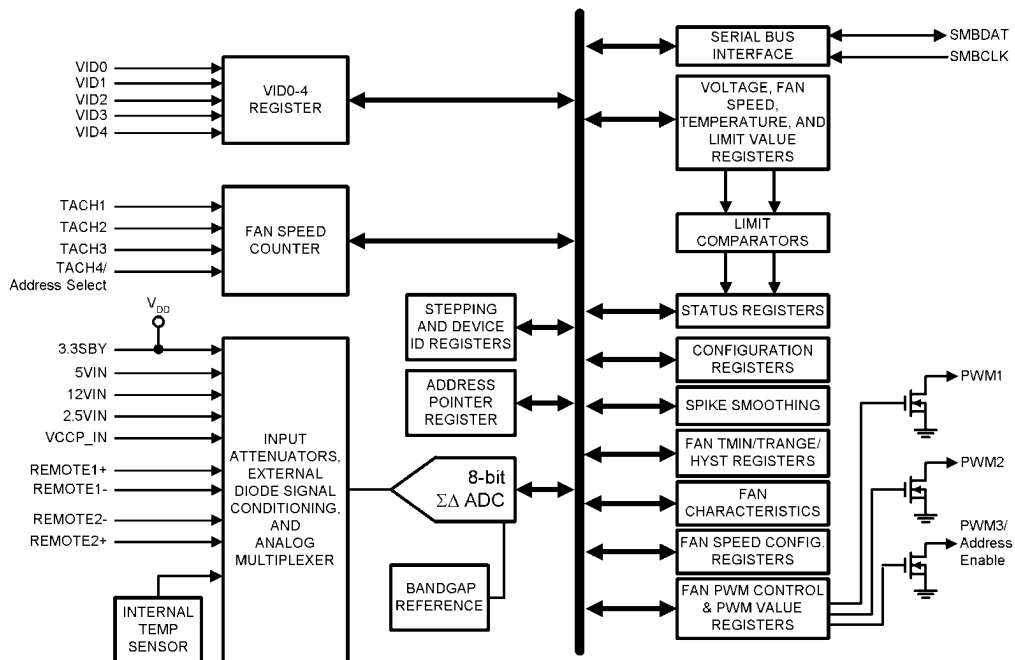 VID0
VID1
VID2
VID3
VID4
VID0-4
REGISTER
TACH1
TACH2
TACH3
TACH4/
Address Select
FAN SPEED
COUNTER
VDD
3.3SBY
5VIN
12VIN
2.5VIN
VCCP_IN
REMOTE1+
REMOTE1-
REMOTE2-
REMOTE2+
INTERNAL
TEMP
SENSOR
INPUT
ATTENUATORS,
EXTERNAL
DIODE SIGNAL
CONDITIONING,
AND
ANALOG
MULTIPLEXER
STEPPING
AND DEVICE
ID REGISTERS
ADDRESS
POINTER
REGISTER
8-bit
ΣΔ ADC
BANDGAP
REFERENCE
SERIAL BUS
INTERFACE
SMBDAT
SMBCLK
VOLTAGE, FAN
SPEED,
TEMPERATURE, AND
LIMIT VALUE
REGISTERS
LIMIT
COMPARATORS
STATUS REGISTERS
CONFIGURATION
REGISTERS
SPIKE SMOOTHING
FAN TMIN/TRANGE/
HYST REGISTERS
FAN
CHARACTERISTICS
FAN SPEED CONFIG.
REGISTERS
FAN PWM CONTROL
& PWM VALUE
REGISTERS
PWM1
PWM2
PWM3/
Address
Enable